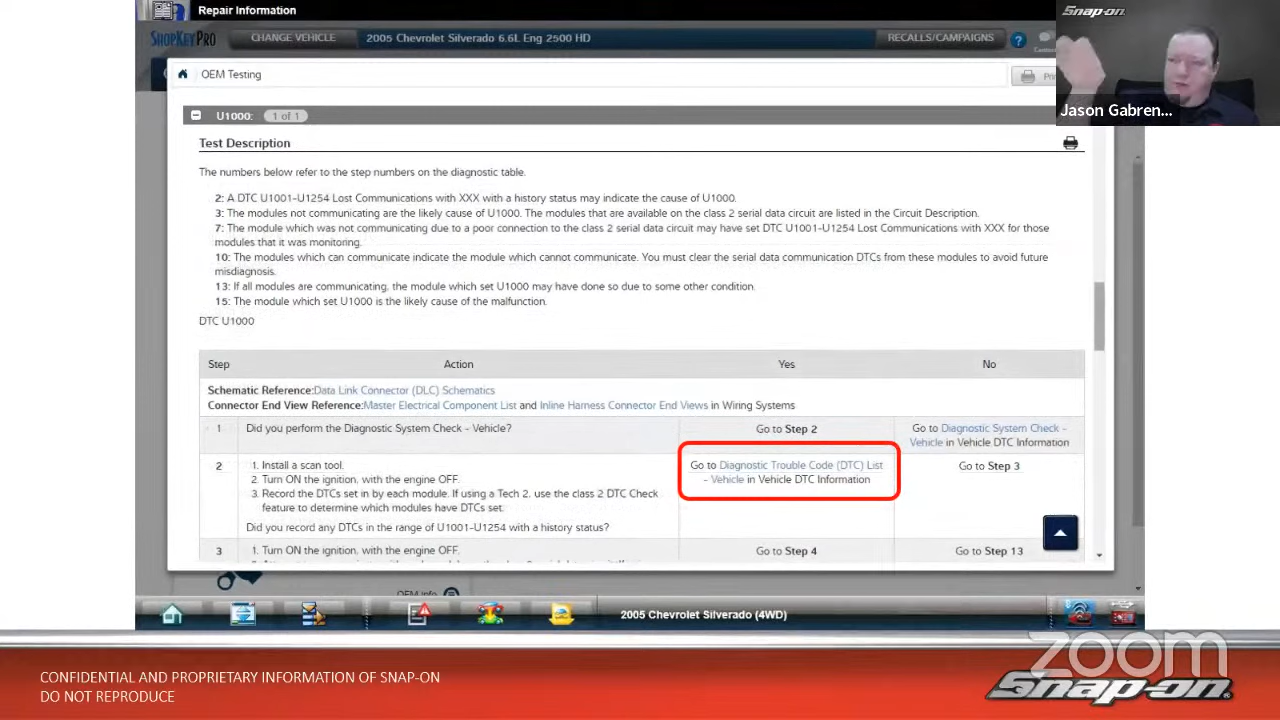 Repair Information
Snap-on
SHOPKEYPRO
CHANGE VEHICLE
2005 Chevrolet Silverado 6.6L Eng 2500 HD
RECALLS/CAMPAIGNS
?
OEM Testing
Jason Gabren...
U1000:
1 of 1
Test Description
The numbers below refer to the step numbers on the diagnostic table.
2: A DTC U1001-U1254 Lost Communications with XXX with a history status may indicate the cause of U1000.
3: The modules not communicating are the likely cause of U1000. The modules that are available on the class 2 serial data circuit are listed in the Circuit Description.
7: The module which was not communicating due to a poor connection to the class 2 serial data circuit may have set DTC U1001-U1254 Lost Communications with XXX for those
modules that it was monitoring.
10: The modules which can communicate indicate the module which cannot communicate. You must clear the serial data communication DTCs from these modules to avoid future
misdiagnosis.
13: If all modules are communicating, the module which set U1000 may have done so due to some other condition.
15: The module which set U1000 is the likely cause of the malfunction.
DTC U1000
Step
Action
Yes
No
Schematic Reference:Data Link Connector (DLC) Schematics
Connector End View Reference:Master Electrical Component List and Inline Harness Connector End Views in Wiring Systems
1
Did you perform the Diagnostic System Check - Vehicle?
Go to Step 2
Go to Diagnostic System Check -
Vehicle in Vehicle DTC Information
2
1. Install a scan tool.
2. Turn ON the ignition, with the engine OFF.
3. Record the DTCs set in by each module. If using a Tech 2, use the class 2 DTC Check
feature to determine which modules have DTCs set.
Did you record any DTCs in the range of U1001-U1254 with a history status?
Go to Diagnostic Trouble Code (DTC) List
- Vehicle in Vehicle DTC Information
Go to Step 3
3
1. Turn ON the ignition, with the engine OFF.
Go to Step 4
Go to Step 13
OEM Info
2005 Chevrolet Silverado (4WD)
CONFIDENTIAL AND PROPRIETARY INFORMATION OF SNAP-ON
DO NOT REPRODUCE
zoom
Snap-on